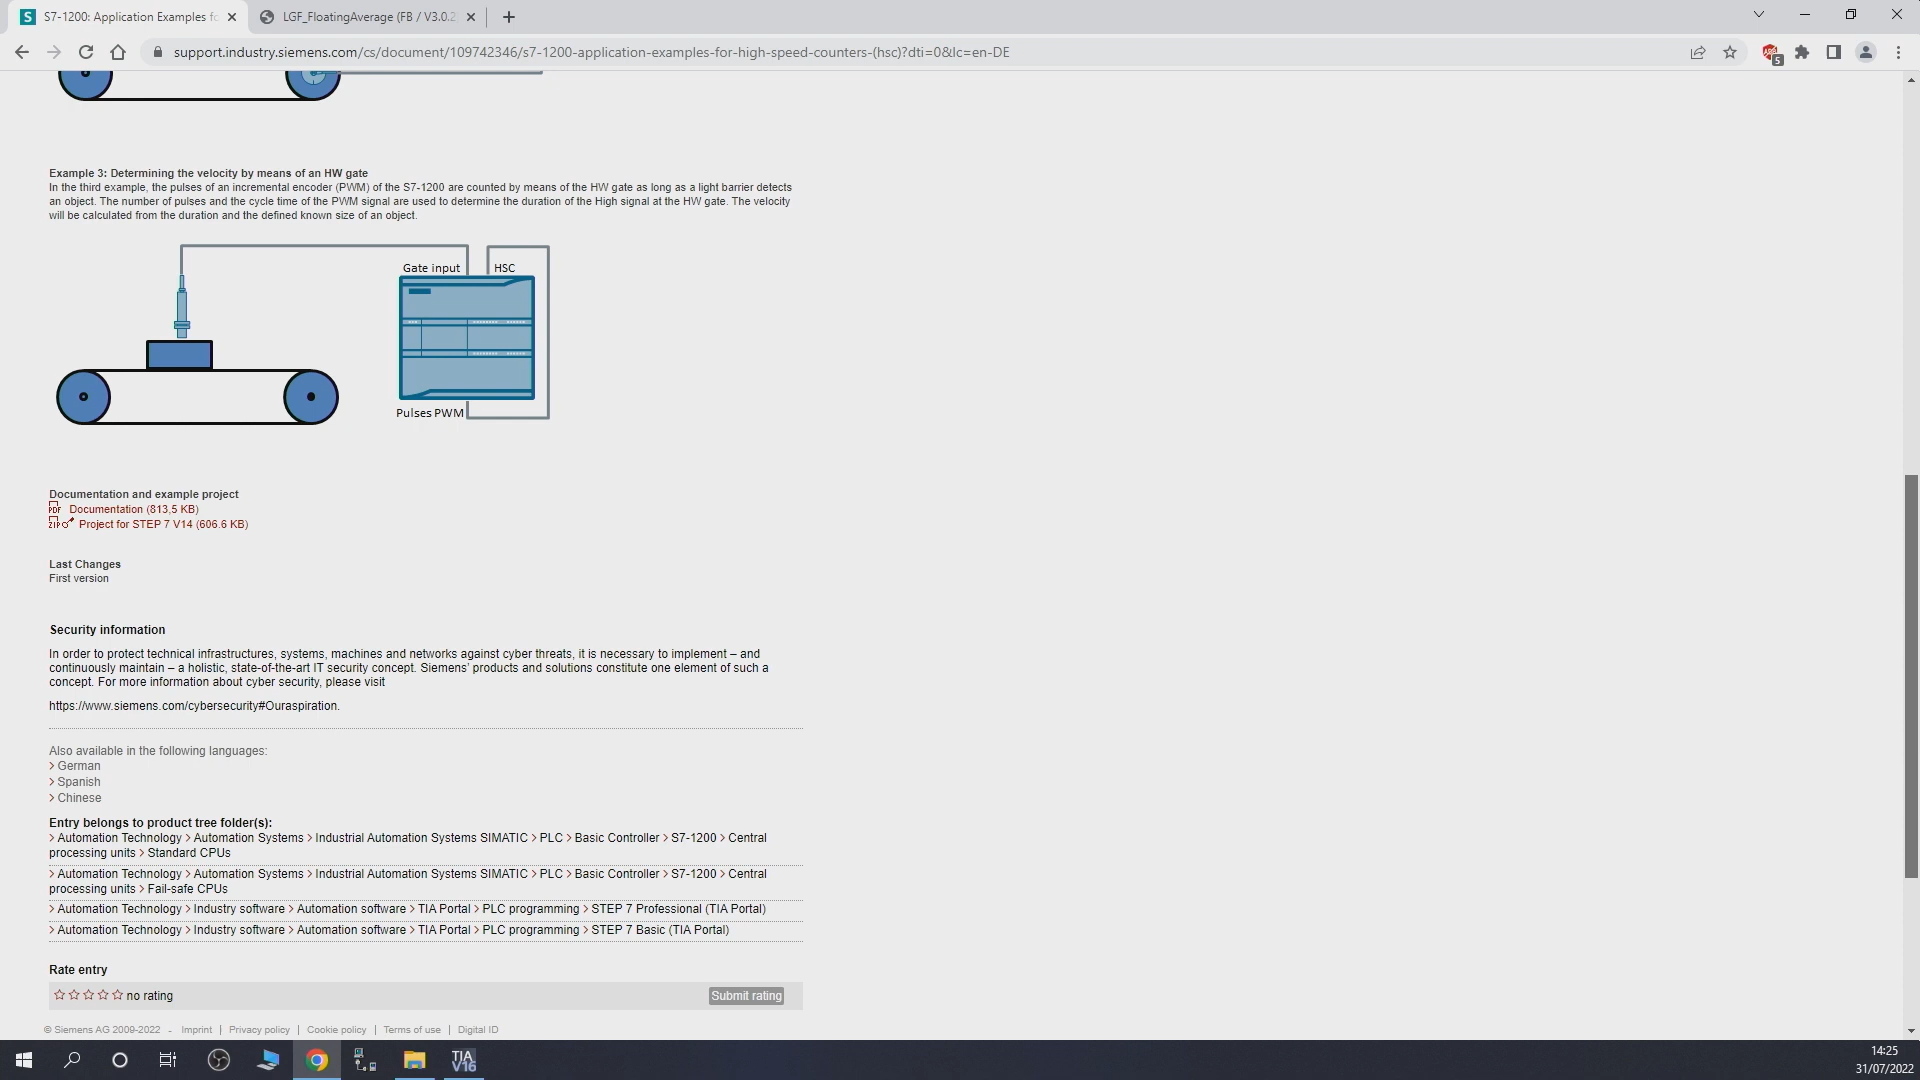 S7-1200: Application Examples fo
LGF_FloatingAverage (FB / V3.0.2
support.industry.siemens.com/cs/document/109742346/s7-1200-application-examples-for-high-speed-counters-(hsc)?dti=0&lc=en-DE
5
Example 3: Determining the velocity by means of an HW gate
In the third example, the pulses of an incremental encoder (PWM) of the S7-1200 are counted by means of the HW gate as long as a light barrier detects
an object. The number of pulses and the cycle time of the PWM signal are used to determine the duration of the High signal at the HW gate. The velocity
will be calculated from the duration and the defined known size of an object.
Gate input
HSC
Pulses PWM
Documentation and example project
PDF Documentation (813,5 KB)
ZIP Project for STEP 7 V14 (606.6 KB)
Last Changes
First version
Security information
In order to protect technical infrastructures, systems, machines and networks against cyber threats, it is necessary to implement – and
continuously maintain – a holistic, state-of-the-art IT security concept. Siemens' products and solutions constitute one element of such a
concept. For more information about cyber security, please visit
https://www.siemens.com/cybersecurity#Ouraspiration.
Also available in the following languages:
> German
> Spanish
> Chinese
Entry belongs to product tree folder(s):
> Automation Technology > Automation Systems > Industrial Automation Systems SIMATIC > PLC > Basic Controller > S7-1200 > Central
processing units > Standard CPUs
> Automation Technology > Automation Systems > Industrial Automation Systems SIMATIC > PLC > Basic Controller > S7-1200 > Central
processing units > Fail-safe CPUs
> Automation Technology > Industry software > Automation software > TIA Portal > PLC programming > STEP 7 Professional (TIA Portal)
> Automation Technology > Industry software > Automation software > TIA Portal > PLC programming > STEP 7 Basic (TIA Portal)
Rate entry
no rating
Submit rating
© Siemens AG 2009-2022 - Imprint | Privacy policy | Cookie policy | Terms of use | Digital ID
TIA
V16
14:25
31/07/2022